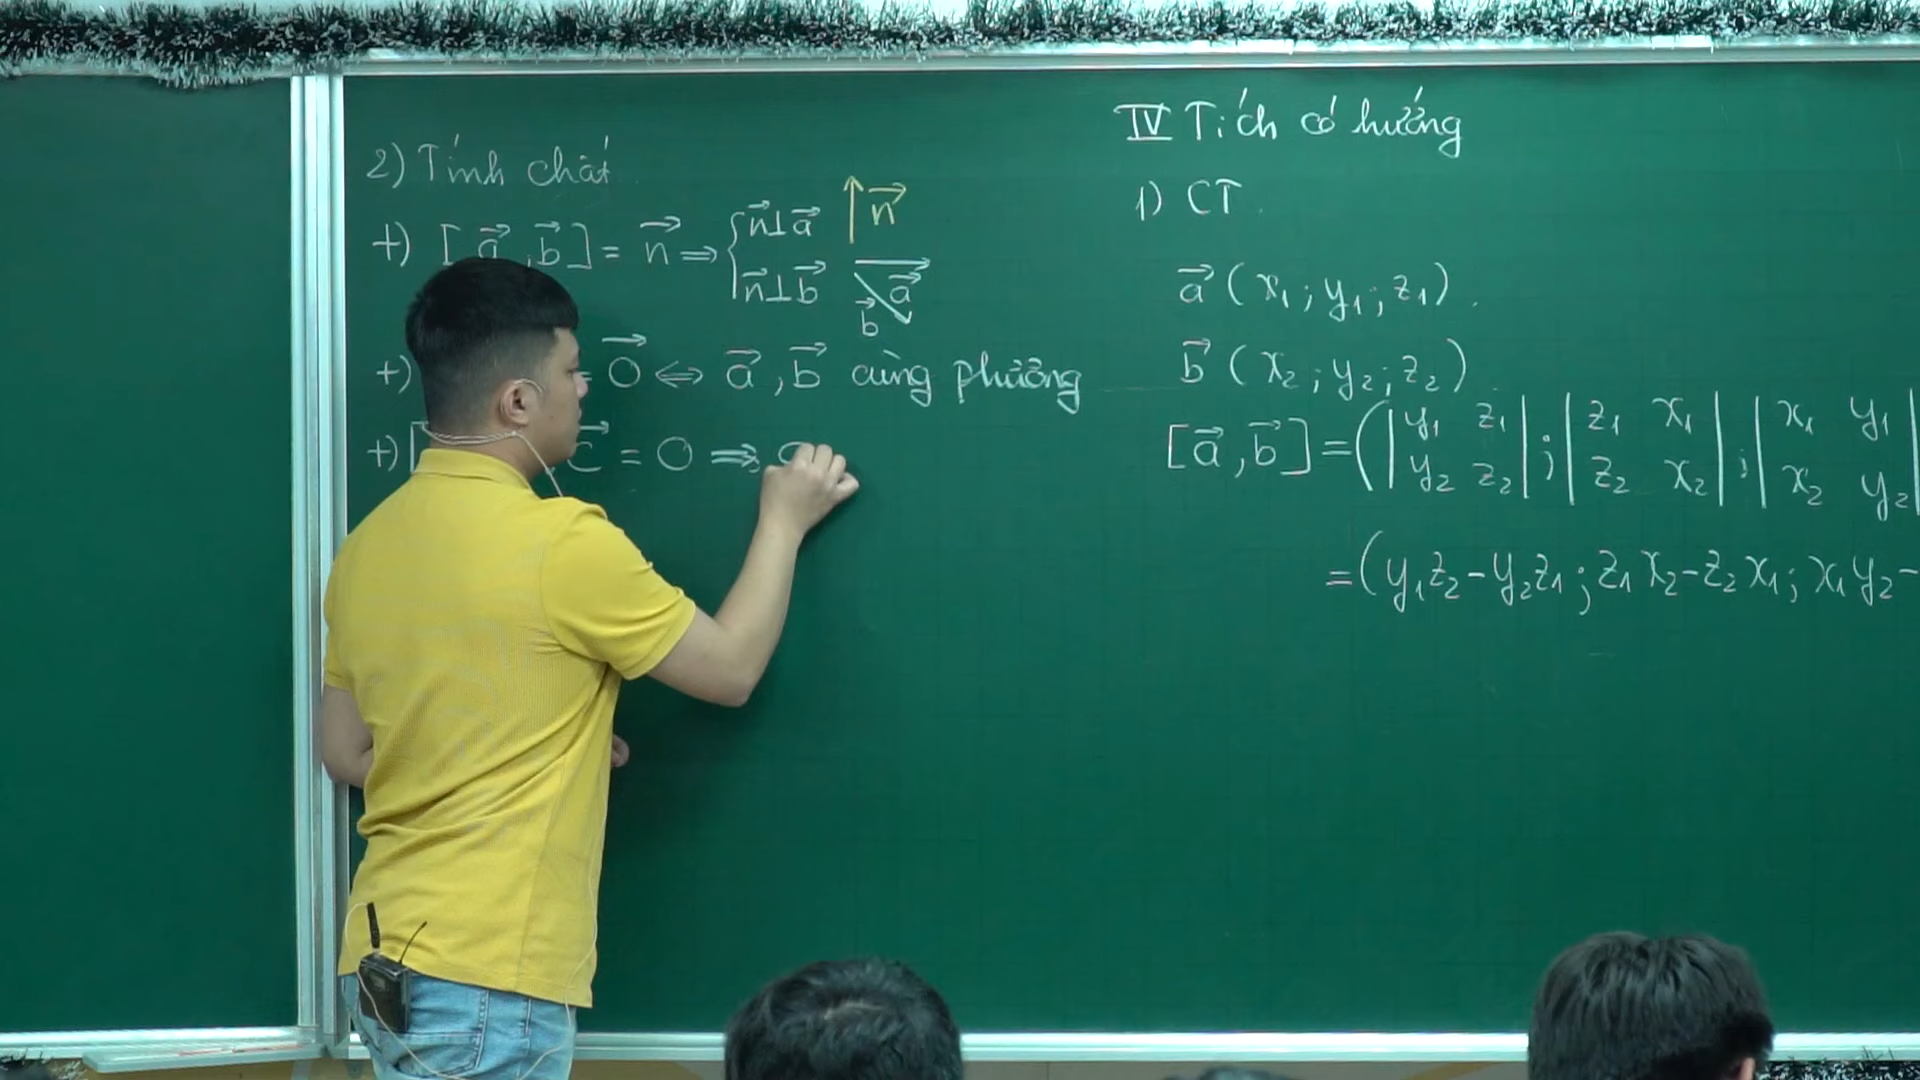 2) Tính chất
+) [a⃗, b⃗] = n⃗ ⇒ { n⃗ ⊥ a⃗
n⃗ ⊥ b⃗
n⃗
a⃗
b⃗
+) = 0⃗ ⇔ a⃗, b⃗ cùng phương
+) [ c⃗ = 0 ⇒
IV Tích có hướng
1) CT.
a⃗ (x₁; y₁; z₁).
b⃗ (x₂; y₂; z₂)
[a⃗, b⃗] = (|y₁ z₁; y₂ z₂|; |z₁ x₁; z₂ x₂|; |x₁ y₁; x₂ y₂|
= (y₁z₂ - y₂z₁; z₁x₂ - z₂x₁; x₁y₂ -